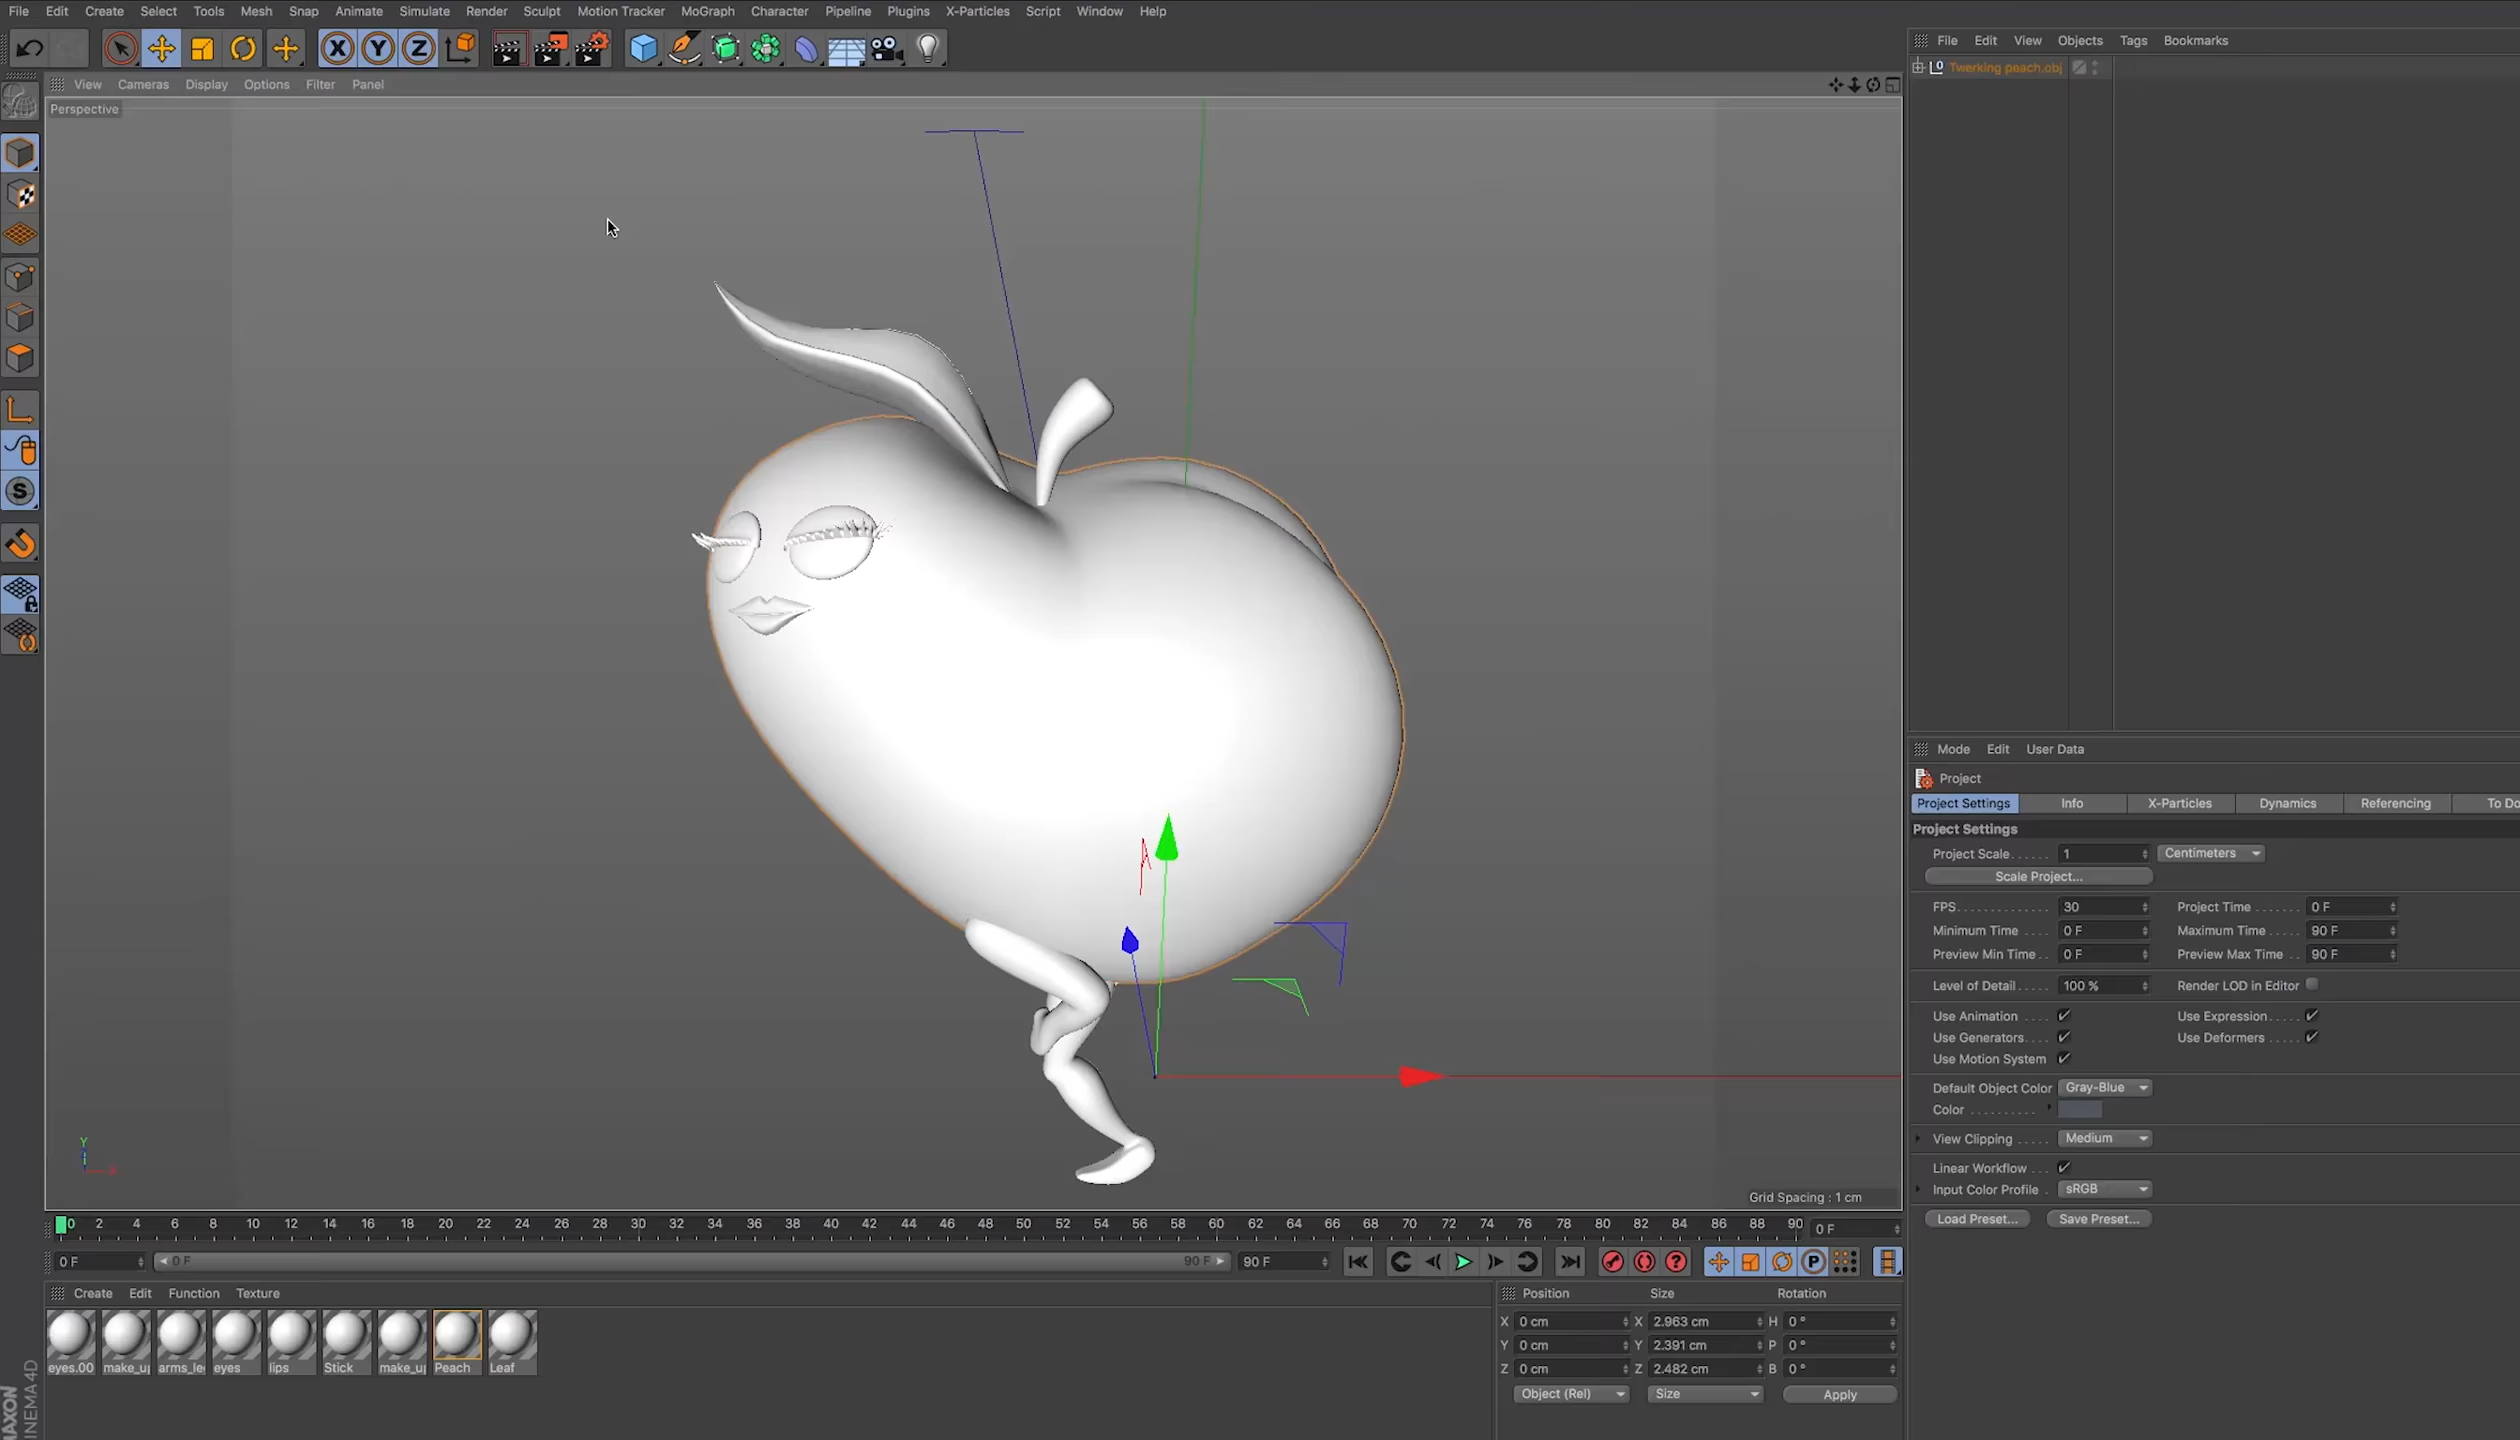 File Edit Create Select Tools Mesh Snap Animate Simulate Render Sculpt Motion Tracker MoGraph Character Pipeline Plugins X-Particles Script Window Help
X Y Z
File Edit View Objects Tags Bookmarks
Twerking peach.obj
View Cameras Display Options Filter Panel
Perspective
S
Y
Grid Spacing : 1 cm
Mode Edit User Data
Project
Project Settings Info X-Particles Dynamics Referencing To Do
Project Settings
Project Scale 1 Centimeters
Scale Project...
FPS 30 Project Time 0 F
Minimum Time 0 F Maximum Time 90 F
Preview Min Time 0 F Preview Max Time 90 F
Level of Detail 100 % Render LOD in Editor
Use Animation Use Expression
Use Generators Use Deformers
Use Motion System
Default Object Color Gray-Blue
Color
View Clipping Medium
Linear Workflow
Input Color Profile sRGB
Load Preset... Save Preset...
0 2 4 6 8 10 12 14 16 18 20 22 24 26 28 30 32 34 36 38 40 42 44 46 48 50 52 54 56 58 60 62 64 66 68 70 72 74 76 78 80 82 84 86 88 90 0 F
0 F 0 F 90 F 90 F P
Create Edit Function Texture
eyes.00 make_u arms_le eyes lips Stick make_u Peach Leaf
Position Size Rotation
X 0 cm X 2.963 cm H 0 °
Y 0 cm Y 2.391 cm P 0 °
Z 0 cm Z 2.482 cm B 0 °
Object (Rel) Size Apply
AXON
INEMA4D